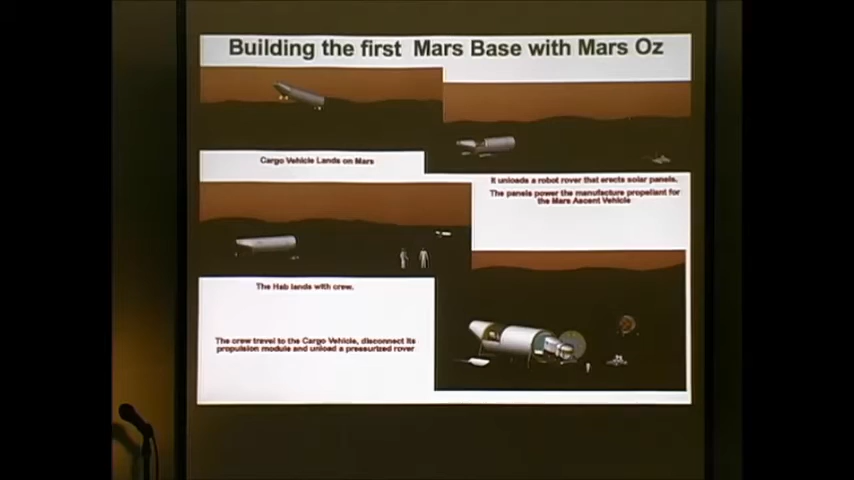 Building the first Mars Base with Mars Oz
Cargo Vehicle Lands on Mars
It unloads a robot rover that erects solar panels.
The panels power the manufacture propellant for
the Mars Ascent Vehicle
The Hab lands with crew.
The crew travel to the Cargo Vehicle, disconnect its
propulsion module and unload a pressurized rover